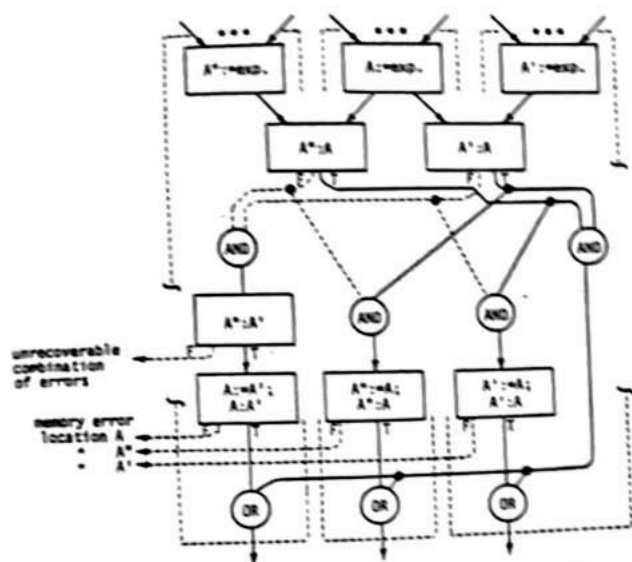 ••• ••• •••
A":=exp. A:=exp. A':=exp.
A":A A':A
F T F T
AND AND
AND AND
A":A'
F T
unrecoverable
combination
of errors
A:=A'; A":=A; A':=A;
A:A' A":A A':A
F T F T F T
memory error
location A
" A"
" A'
OR OR OR